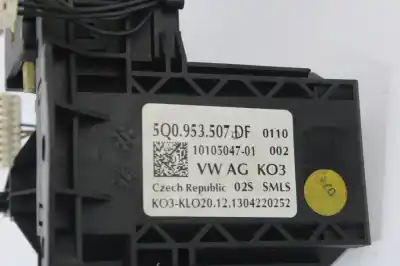 5Q0.953.507.DF 0110
10105047-01 002
VW AG KO3
Czech Republic 02S SMLS
KO3-KLO20.12.1304220252